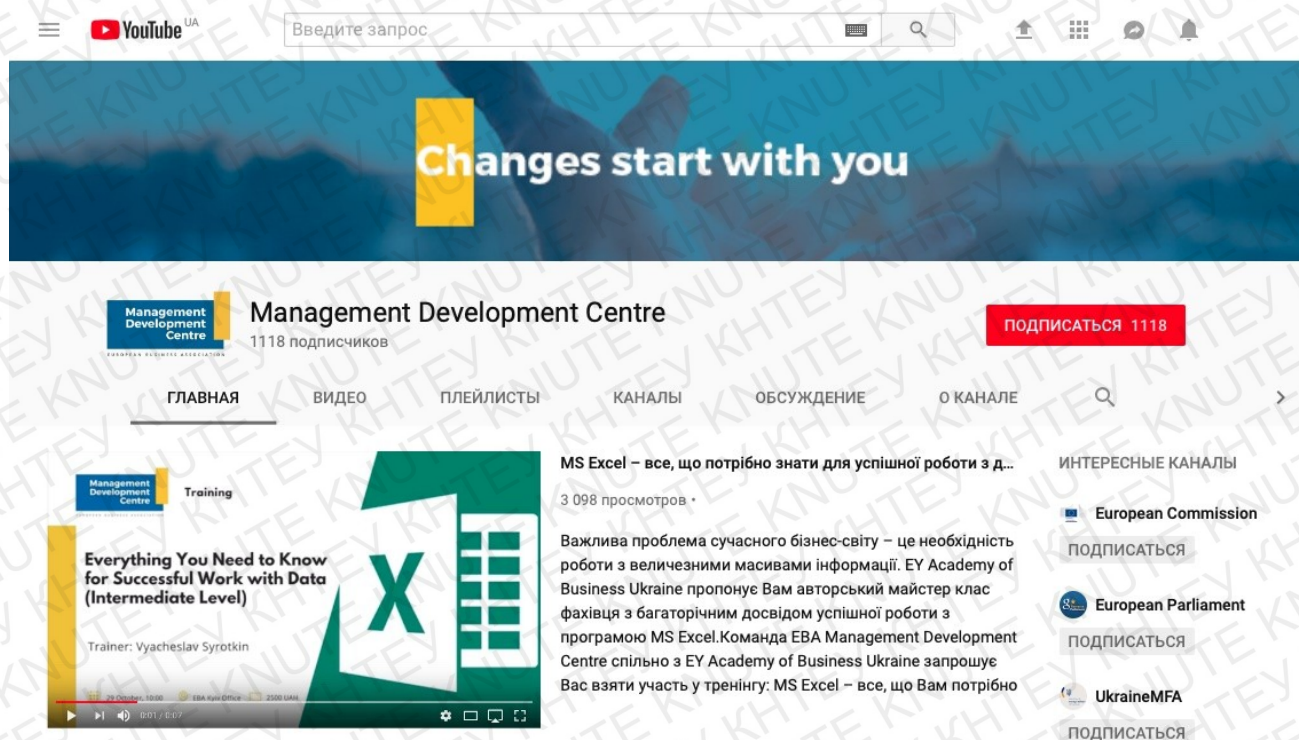 YouTube UA
Введите запрос
Changes start with you
Management
Development
Centre
EUROPEAN BUSINESS ASSOCIATION
Management Development Centre
1118 подписчиков
ПОДПИСАТЬСЯ 1118
ГЛАВНАЯ ВИДЕО ПЛЕЙЛИСТЫ КАНАЛЫ ОБСУЖДЕНИЕ О КАНАЛЕ
Management
Development
Centre
Training
Everything You Need to Know
for Successful Work with Data
(Intermediate Level)
Trainer: Vyacheslav Syrotkin
29 October, 10:00 EBA Kyiv Office 2500 UAH
0:01 / 0:07
X
MS Excel – все, що потрібно знати для успішної роботи з д...
3 098 просмотров •
Важлива проблема сучасного бізнес-світу – це необхідність
роботи з величезними масивами інформації. EY Academy of
Business Ukraine пропонує Вам авторський майстер клас
фахівця з багаторічним досвідом успішної роботи з
програмою MS Excel.Команда EBA Management Development
Centre спільно з EY Academy of Business Ukraine запрошує
Вас взяти участь у тренінгу: MS Excel – все, що Вам потрібно
ИНТЕРЕСНЫЕ КАНАЛЫ
European Commission
ПОДПИСАТЬСЯ
European Parliament
ПОДПИСАТЬСЯ
UkraineMFA
ПОДПИСАТЬСЯ
KNUTE KHTEY